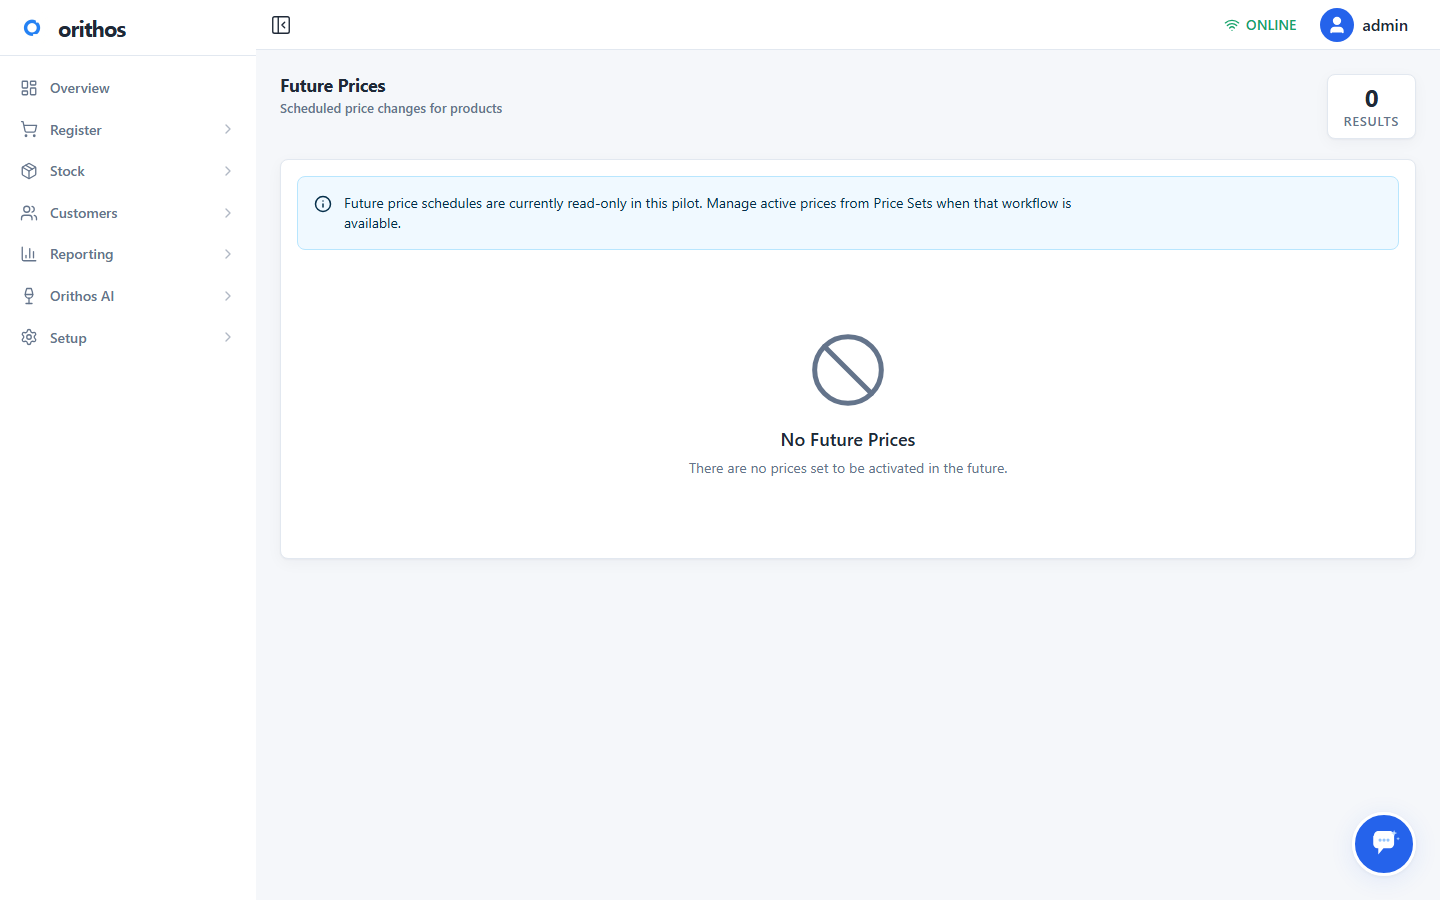 orithos
ONLINE
admin
Overview
Register
Stock
Customers
Reporting
Orithos AI
Setup
Future Prices
Scheduled price changes for products
0
RESULTS
Future price schedules are currently read-only in this pilot. Manage active prices from Price Sets when that workflow is
available.
No Future Prices
There are no prices set to be activated in the future.